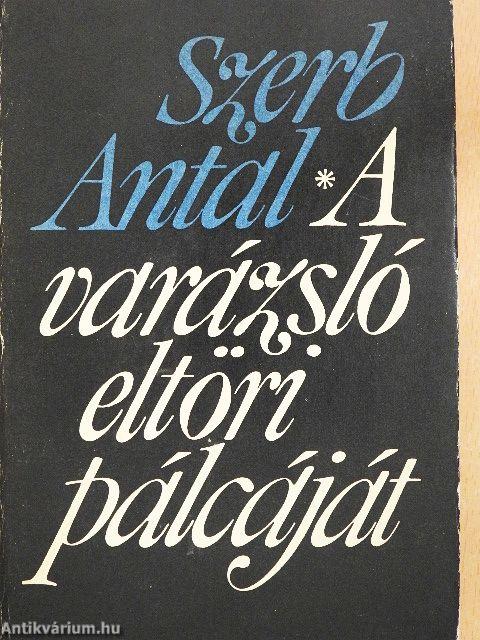 Szerb
Antal * A
varázsló
eltöri
pálcáját
Antikvárium.hu